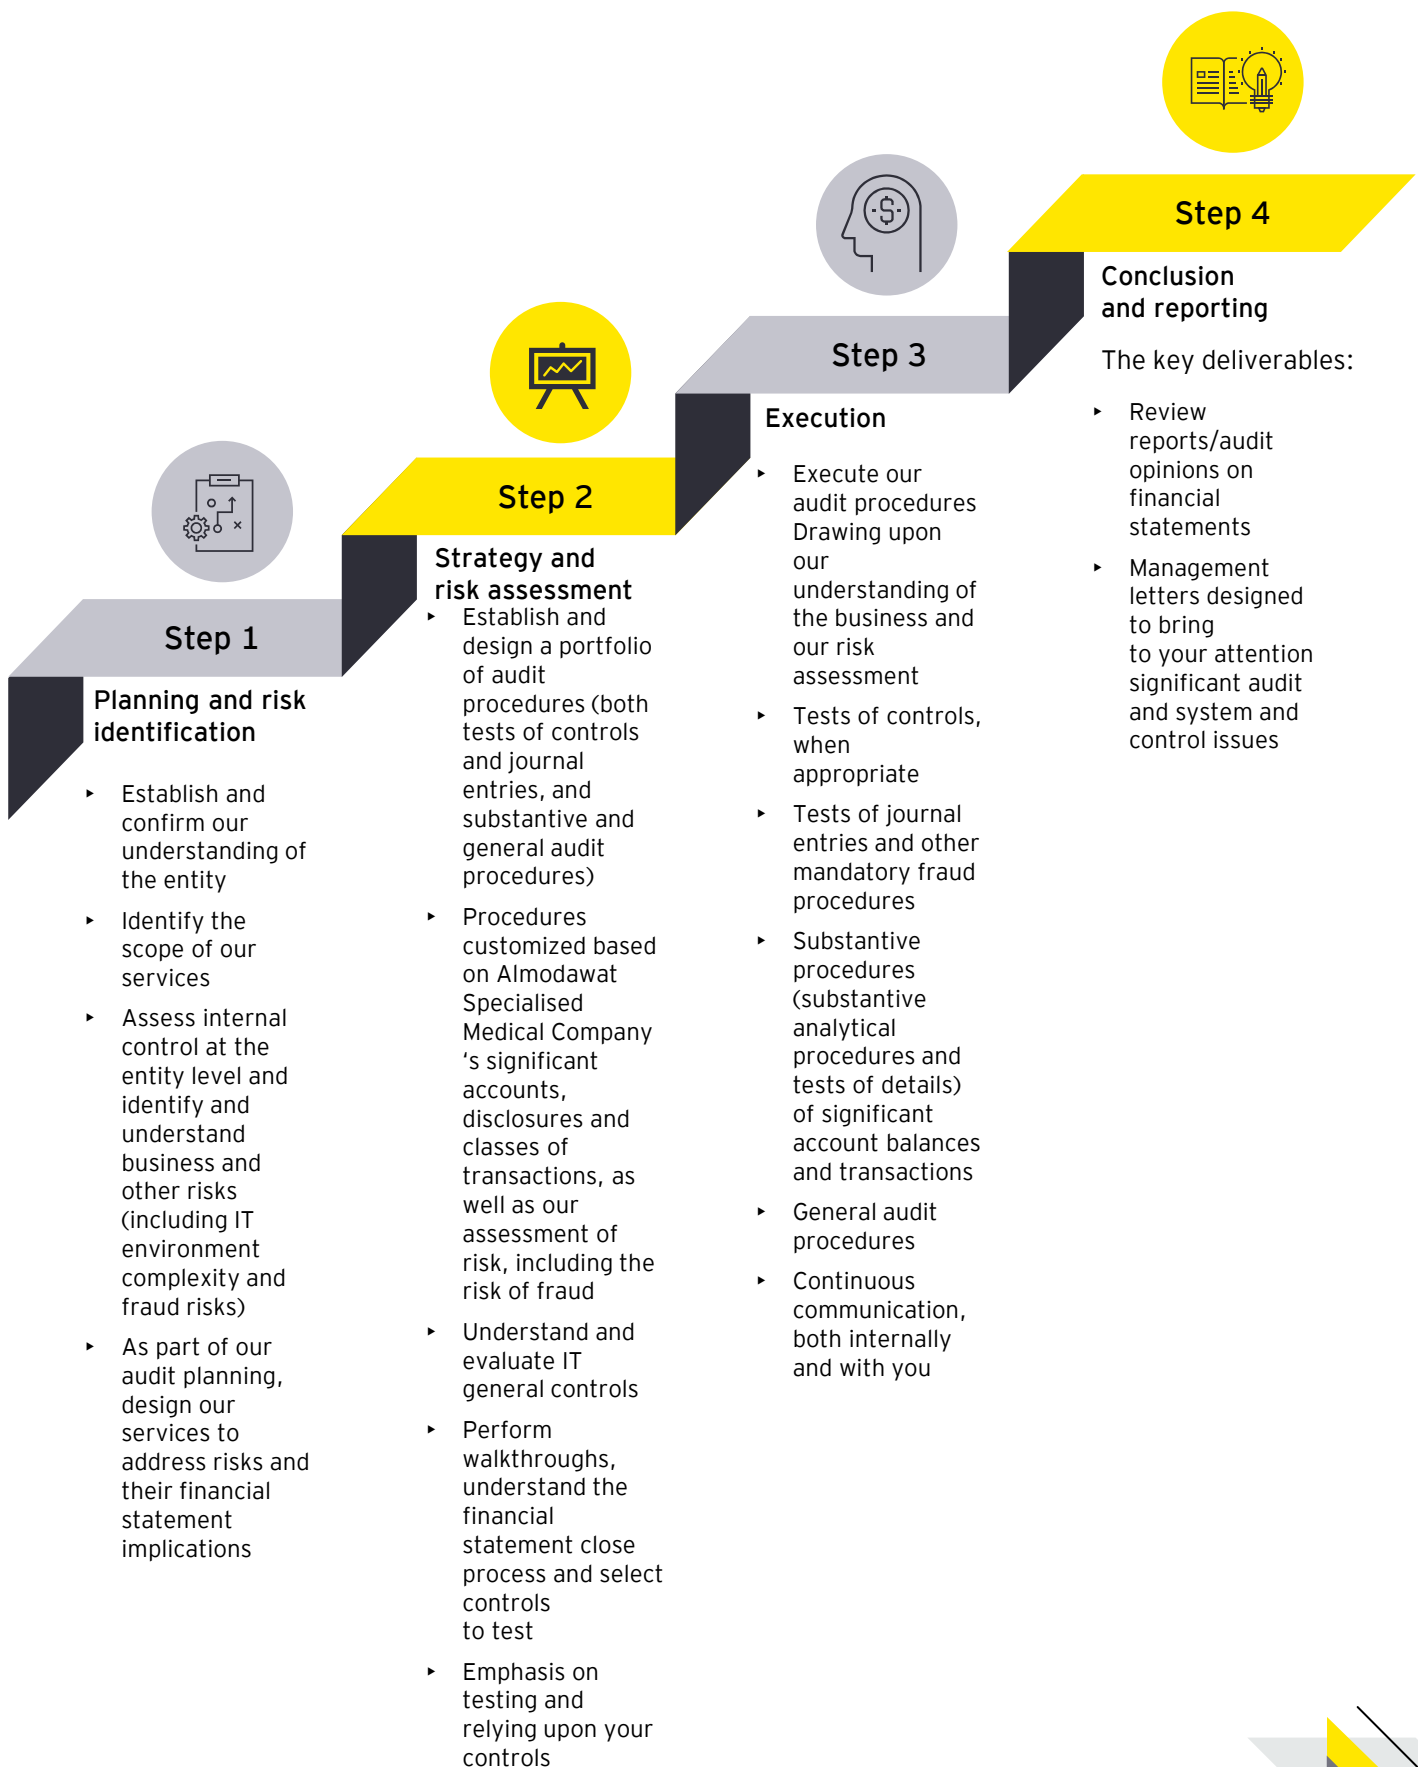 Step 1
Planning and risk
identification
‣ Establish and
confirm our
understanding of
the entity
‣ Identify the
scope of our
services
‣ Assess internal
control at the
entity level and
identify and
understand
business and
other risks
(including IT
environment
complexity and
fraud risks)
‣ As part of our
audit planning,
design our
services to
address risks and
their financial
statement
implications
Step 2
Strategy and
risk assessment
‣ Establish and
design a portfolio
of audit
procedures (both
tests of controls
and journal
entries, and
substantive and
general audit
procedures)
‣ Procedures
customized based
on Almodawat
Specialised
Medical Company
‘s significant
accounts,
disclosures and
classes of
transactions, as
well as our
assessment of
risk, including the
risk of fraud
‣ Understand and
evaluate IT
general controls
‣ Perform
walkthroughs,
understand the
financial
statement close
process and select
controls
to test
‣ Emphasis on
testing and
relying upon your
controls
Step 3
Execution
‣ Execute our
audit procedures
Drawing upon
our
understanding of
the business and
our risk
assessment
‣ Tests of controls,
when
appropriate
‣ Tests of journal
entries and other
mandatory fraud
procedures
‣ Substantive
procedures
(substantive
analytical
procedures and
tests of details)
of significant
account balances
and transactions
‣ General audit
procedures
‣ Continuous
communication,
both internally
and with you
Step 4
Conclusion
and reporting
The key deliverables:
‣ Review
reports/audit
opinions on
financial
statements
‣ Management
letters designed
to bring
to your attention
significant audit
and system and
control issues